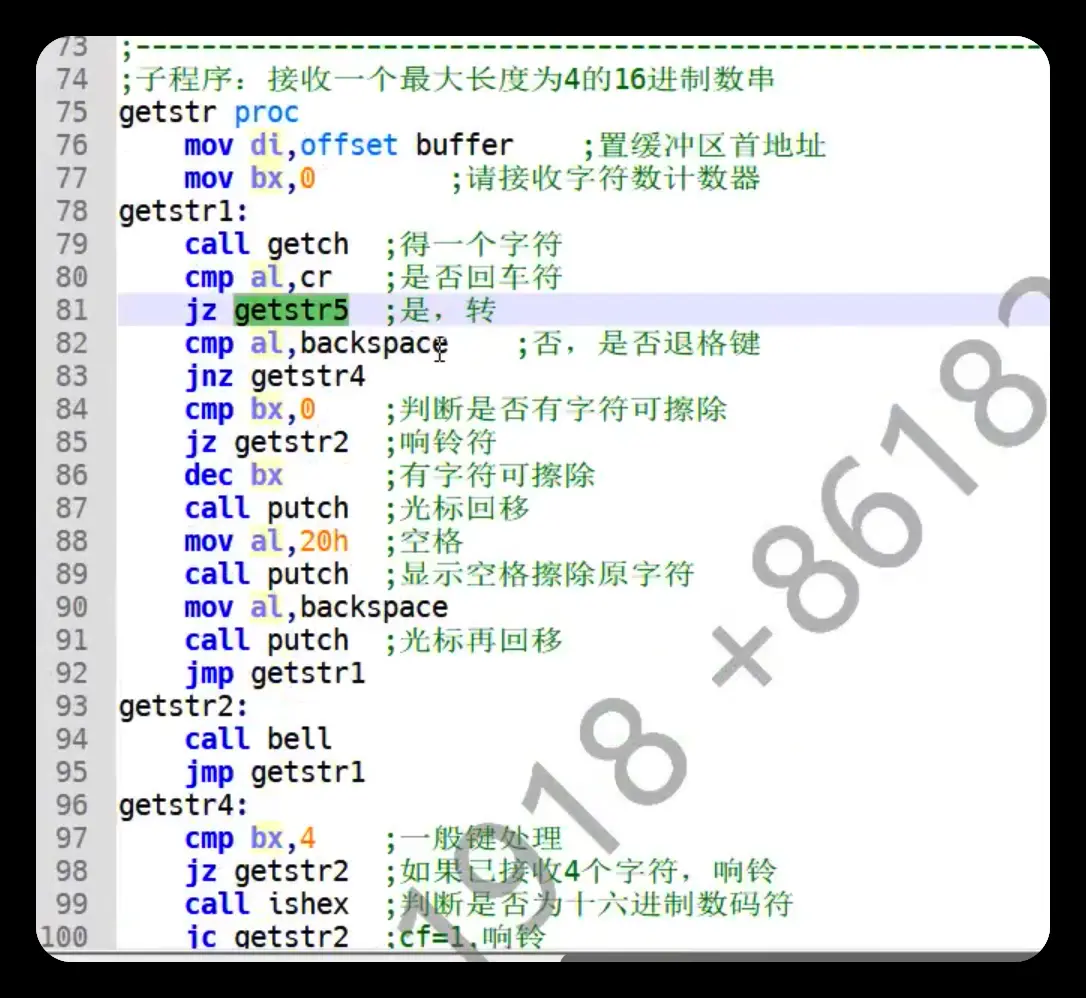 73 ;--------------------------------------------------------
74 ;子程序：接收一个最大长度为4的16进制数串
75 getstr proc
76 mov di,offset buffer ;置缓冲区首地址
77 mov bx,0 ;请接收字符数计数器
78 getstr1:
79 call getch ;得一个字符
80 cmp al,cr ;是否回车符
81 jz getstr5 ;是，转
82 cmp al,backspace ;否，是否退格键
83 jnz getstr4
84 cmp bx,0 ;判断是否有字符可擦除
85 jz getstr2 ;响铃符
86 dec bx ;有字符可擦除
87 call putch ;光标回移
88 mov al,20h ;空格
89 call putch ;显示空格擦除原字符
90 mov al,backspace
91 call putch ;光标再回移
92 jmp getstr1
93 getstr2:
94 call bell
95 jmp getstr1
96 getstr4:
97 cmp bx,4 ;一般键处理
98 jz getstr2 ;如果已接收4个字符，响铃
99 call ishex ;判断是否为十六进制数码符
100 jc getstr2 ;cf=1,响铃
1918 +8618